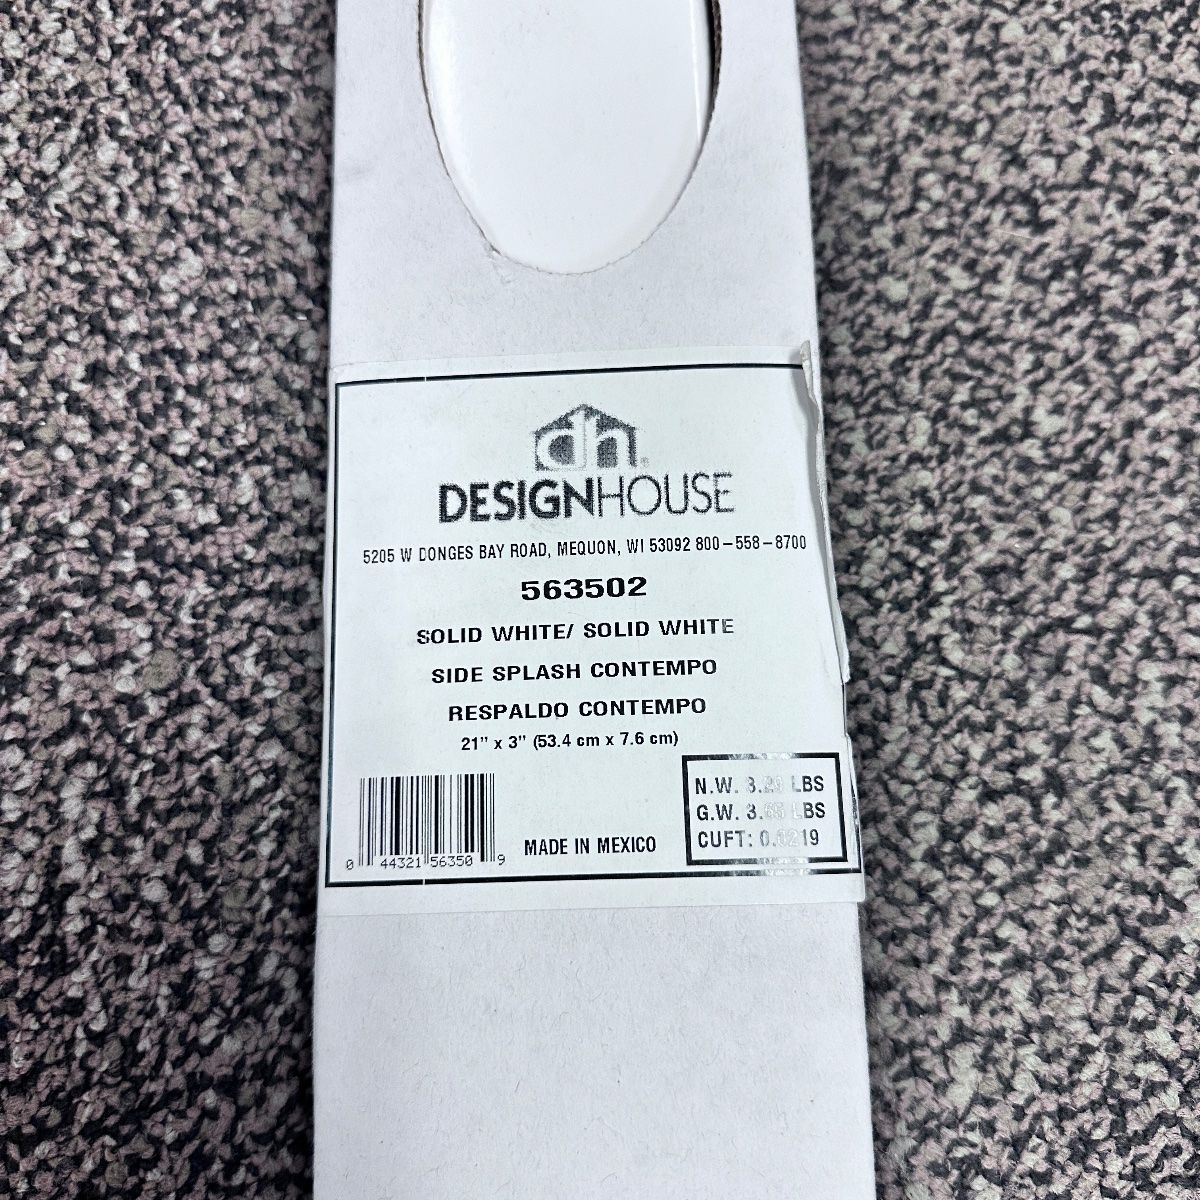 dh®
DESIGNHOUSE
5205 W DONGES BAY ROAD, MEQUON, WI 53092 800-558-8700
563502
SOLID WHITE/ SOLID WHITE
SIDE SPLASH CONTEMPO
RESPALDO CONTEMPO
21" x 3" (53.4 cm x 7.6 cm)
N.W. LBS
G.W. LBS
CUFT:
MADE IN MEXICO
0 44321 56350 9